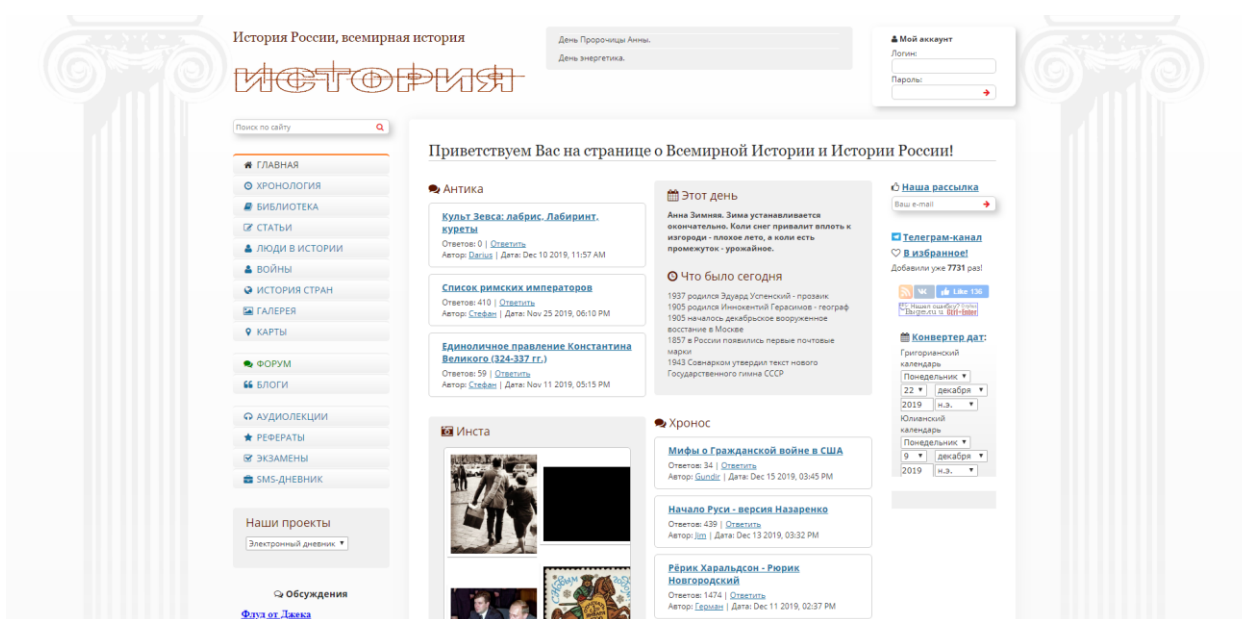 История России, всемирная история
ИСТОРИЯ
День Пророчицы Анны.
День энергетика.
Мой аккаунт
Логин:
Пароль:
Поиск по сайту
ГЛАВНАЯ
ХРОНОЛОГИЯ
БИБЛИОТЕКА
СТАТЬИ
ЛЮДИ В ИСТОРИИ
ВОЙНЫ
ИСТОРИЯ СТРАН
ГАЛЕРЕЯ
КАРТЫ
ФОРУМ
БЛОГИ
АУДИОЛЕКЦИИ
РЕФЕРАТЫ
ЭКЗАМЕНЫ
SMS-ДНЕВНИК
Наши проекты
Электронный дневник
Обсуждения
Флуд от Джека
Приветствуем Вас на странице о Всемирной Истории и Истории России!
Антика
Культ Зевса: лабрис, Лабиринт,
куреты
Ответов: 0 | Ответить
Автор: Darius | Дата: Dec 10 2019, 11:57 AM
Список римских императоров
Ответов: 410 | Ответить
Автор: Стефан | Дата: Nov 25 2019, 06:10 PM
Единоличное правление Константина
Великого (324-337 гг.)
Ответов: 59 | Ответить
Автор: Стефан | Дата: Nov 11 2019, 05:15 PM
Инста
Этот день
Анна Зимняя. Зима устанавливается
окончательно. Коли снег привалит вплоть к
изгороди - плохое лето, а коли есть
промежуток - урожайное.
Что было сегодня
1937 родился Эдуард Успенский - прозаик
1905 родился Иннокентий Герасимов - географ
1905 началось декабрьское вооруженное
восстание в Москве
1857 в России появились первые почтовые
марки
1943 Совнарком утвердил текст нового
Государственного гимна СССР
Хронос
Мифы о Гражданской войне в США
Ответов: 34 | Ответить
Автор: Gundir | Дата: Dec 15 2019, 03:45 PM
Начало Руси - версия Назаренко
Ответов: 439 | Ответить
Автор: Jim | Дата: Dec 13 2019, 03:32 PM
Рёрик Харальдсон - Рюрик
Новгородский
Ответов: 1474 | Ответить
Автор: Герман | Дата: Dec 11 2019, 02:37 PM
Наша рассылка
Ваш e-mail
Телеграм-канал
В избранное!
Добавили уже 7731 раз!
Like 136
Нашел ошибку?
Выдели и Ctrl+Enter
Конвертер дат:
Григорианский
календарь
Понедельник
22 декабря
2019 н.э.
Юлианский
календарь
Понедельник
9 декабря
2019 н.э.